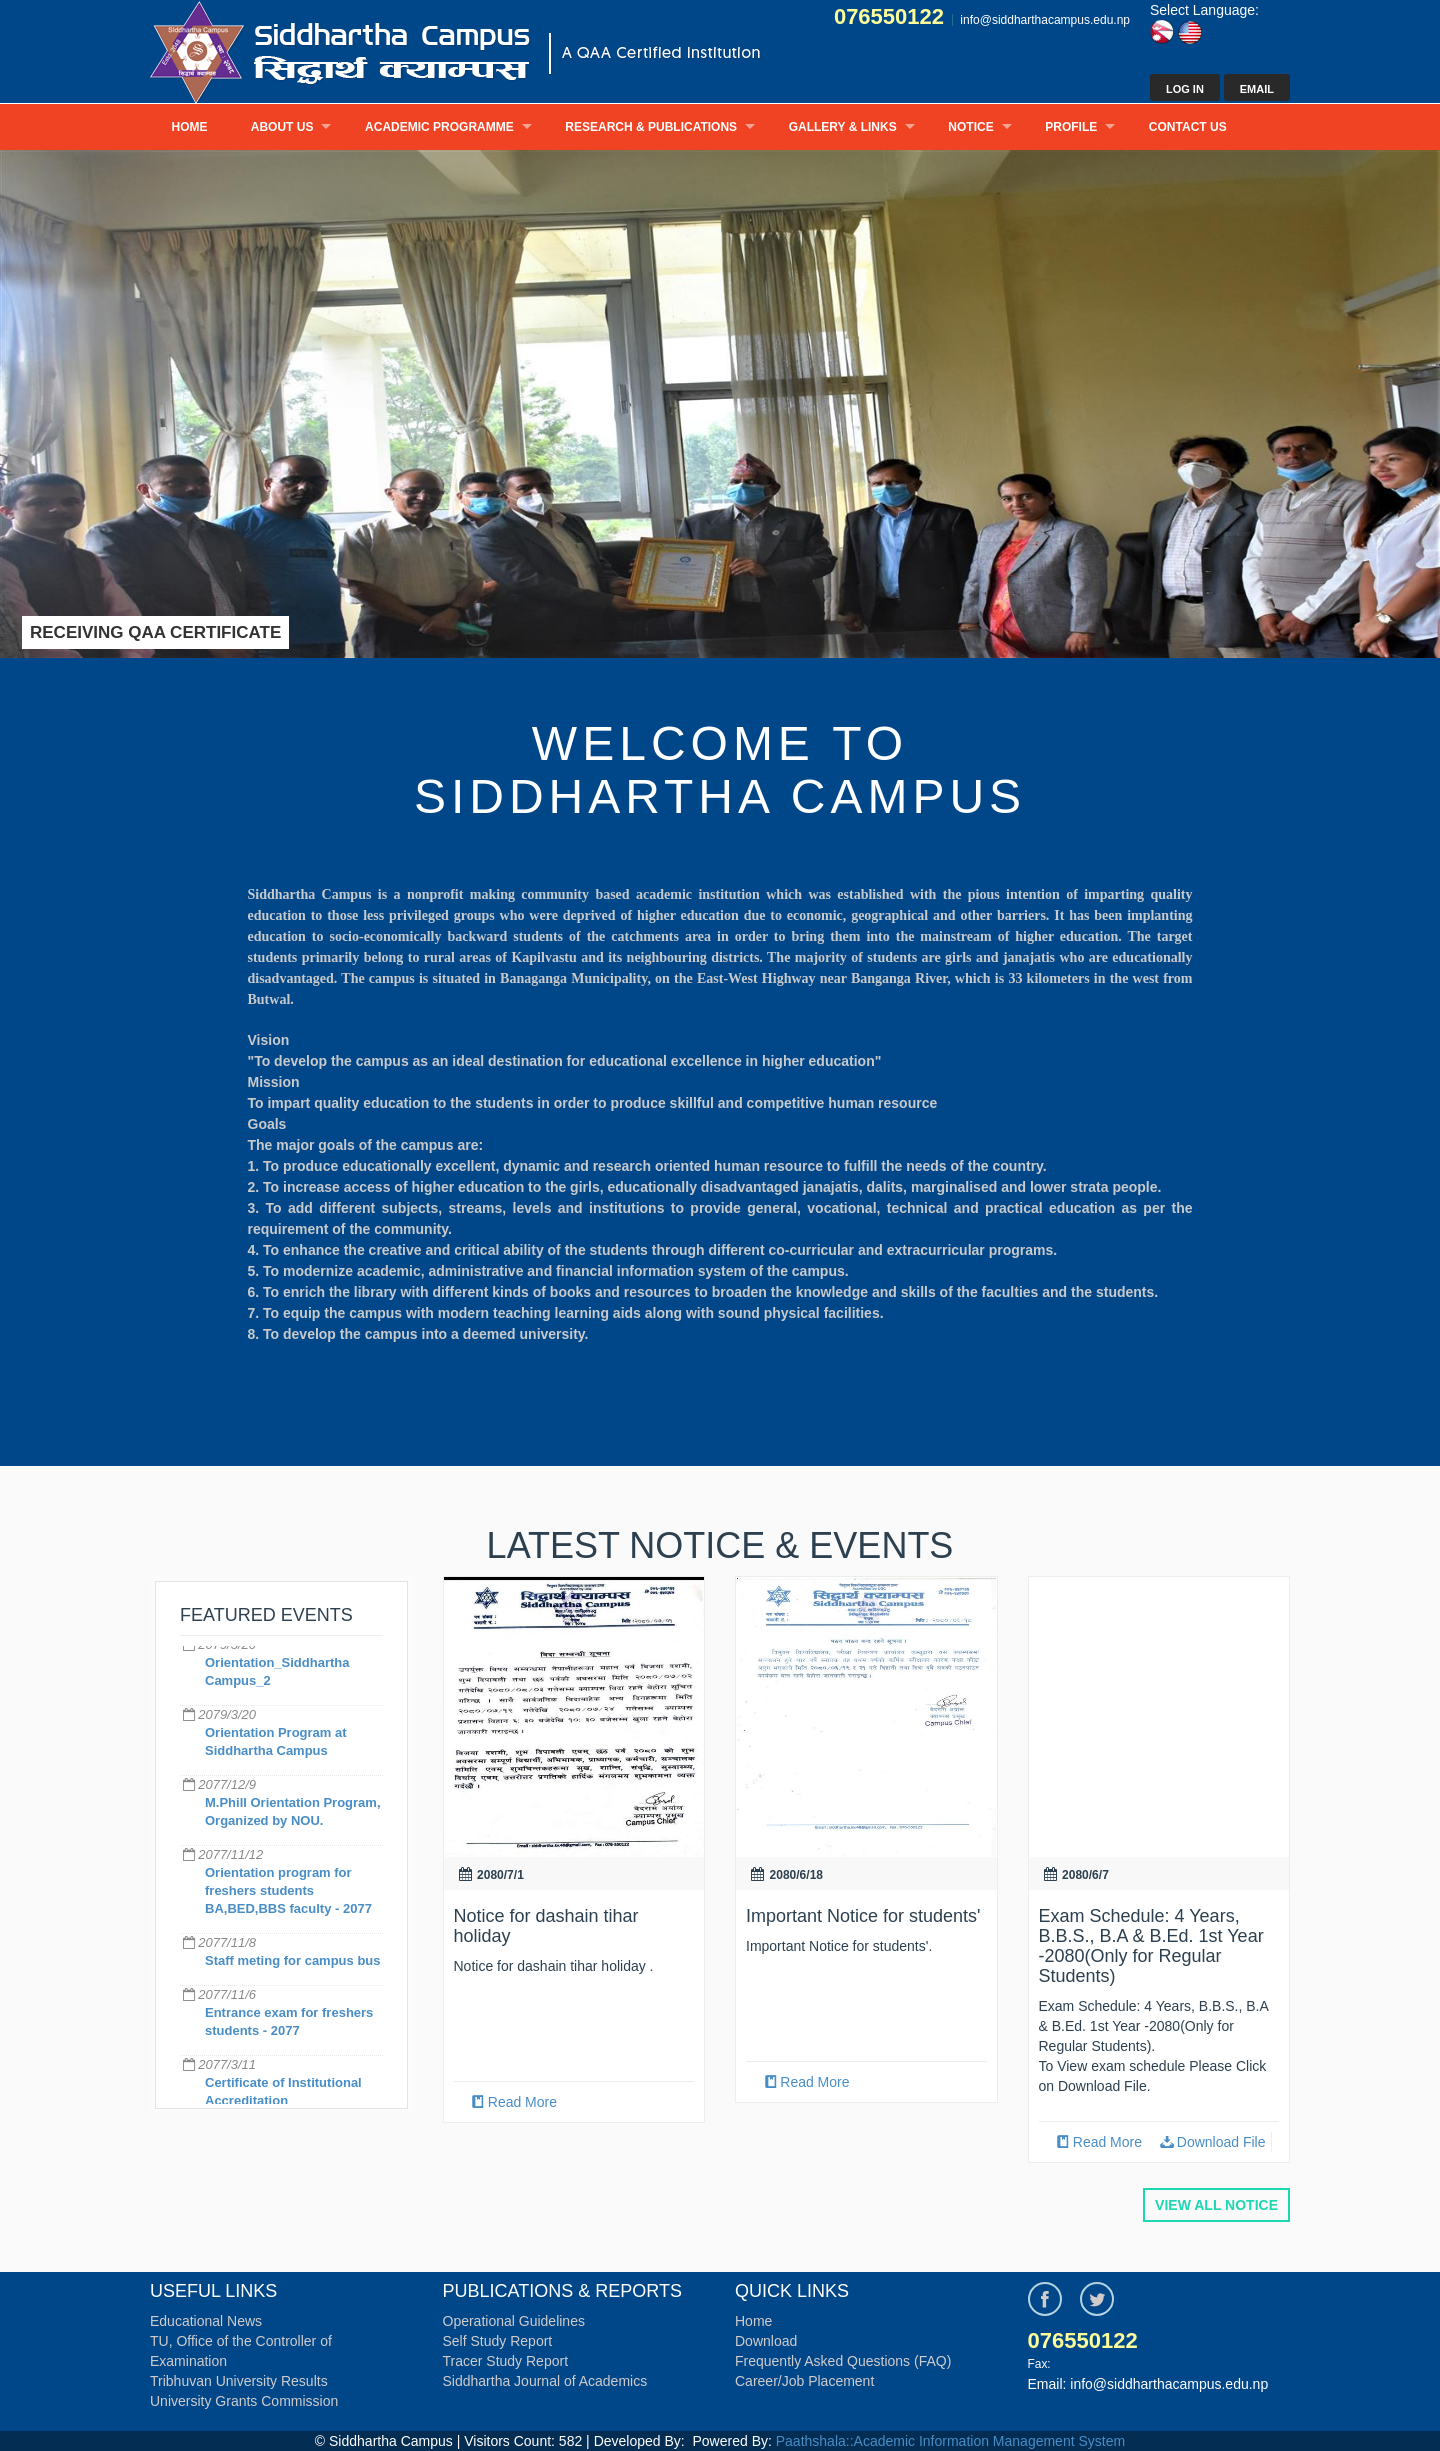 Siddhartha Campus
सिद्धार्थ क्याम्पस
A QAA Certified Institution
076550122
info@siddharthacampus.edu.np
Select Language:
LOG IN
EMAIL
HOME
ABOUT US
ACADEMIC PROGRAMME
RESEARCH & PUBLICATIONS
GALLERY & LINKS
NOTICE
PROFILE
CONTACT US
RECEIVING QAA CERTIFICATE
WELCOME TO
SIDDHARTHA CAMPUS
Siddhartha Campus is a nonprofit making community based academic institution which was established with the pious intention of imparting quality
education to those less privileged groups who were deprived of higher education due to economic, geographical and other barriers. It has been implanting
education to socio-economically backward students of the catchments area in order to bring them into the mainstream of higher education. The target
students primarily belong to rural areas of Kapilvastu and its neighbouring districts. The majority of students are girls and janajatis who are educationally
disadvantaged. The campus is situated in Banaganga Municipality, on the East-West Highway near Banganga River, which is 33 kilometers in the west from
Butwal.
Vision
"To develop the campus as an ideal destination for educational excellence in higher education"
Mission
To impart quality education to the students in order to produce skillful and competitive human resource
Goals
The major goals of the campus are:
1. To produce educationally excellent, dynamic and research oriented human resource to fulfill the needs of the country.
2. To increase access of higher education to the girls, educationally disadvantaged janajatis, dalits, marginalised and lower strata people.
3. To add different subjects, streams, levels and institutions to provide general, vocational, technical and practical education as per the
requirement of the community.
4. To enhance the creative and critical ability of the students through different co-curricular and extracurricular programs.
5. To modernize academic, administrative and financial information system of the campus.
6. To enrich the library with different kinds of books and resources to broaden the knowledge and skills of the faculties and the students.
7. To equip the campus with modern teaching learning aids along with sound physical facilities.
8. To develop the campus into a deemed university.
LATEST NOTICE & EVENTS
FEATURED EVENTS
Orientation_Siddhartha
Campus_2
2079/3/20
Orientation Program at
Siddhartha Campus
2077/12/9
M.Phill Orientation Program,
Organized by NOU.
2077/11/12
Orientation program for
freshers students
BA,BED,BBS faculty - 2077
2077/11/8
Staff meting for campus bus
2077/11/6
Entrance exam for freshers
students - 2077
2077/3/11
Certificate of Institutional
Accreditation
सिद्धार्थ क्याम्पस
Siddhartha Campus
विदा सम्बन्धी सूचना
Campus Chief
2080/7/1
Notice for dashain tihar
holiday
Notice for dashain tihar holiday .
Read More
सिद्धार्थ क्याम्पस
Siddhartha Campus
Campus Chief
2080/6/18
Important Notice for students'
Important Notice for students'.
Read More
2080/6/7
Exam Schedule: 4 Years,
B.B.S., B.A & B.Ed. 1st Year
-2080(Only for Regular
Students)
Exam Schedule: 4 Years, B.B.S., B.A
& B.Ed. 1st Year -2080(Only for
Regular Students).
To View exam schedule Please Click
on Download File.
Read More
Download File
VIEW ALL NOTICE
USEFUL LINKS
Educational News
TU, Office of the Controller of
Examination
Tribhuvan University Results
University Grants Commission
PUBLICATIONS & REPORTS
Operational Guidelines
Self Study Report
Tracer Study Report
Siddhartha Journal of Academics
QUICK LINKS
Home
Download
Frequently Asked Questions (FAQ)
Career/Job Placement
076550122
Fax:
Email: info@siddharthacampus.edu.np
© Siddhartha Campus | Visitors Count: 582 | Developed By: Powered By: Paathshala::Academic Information Management System